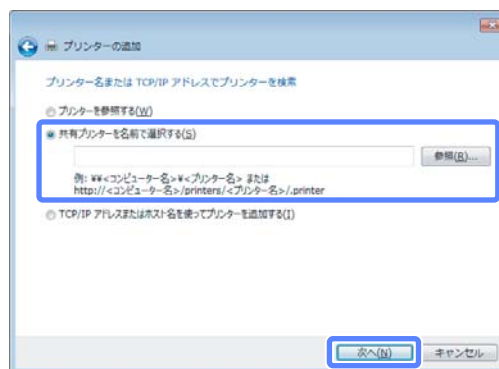 プリンターの追加
プリンター名または TCP/IP アドレスでプリンターを検索
プリンターを参照する(W)
共有プリンターを名前で選択する(S)
参照(R)...
例: ¥¥<コンピューター名>¥<プリンター名> または
http://<コンピューター名>/printers/<プリンター名>/.printer
TCP/IP アドレスまたはホスト名を使ってプリンターを追加する(I)
次へ(N)
キャンセル